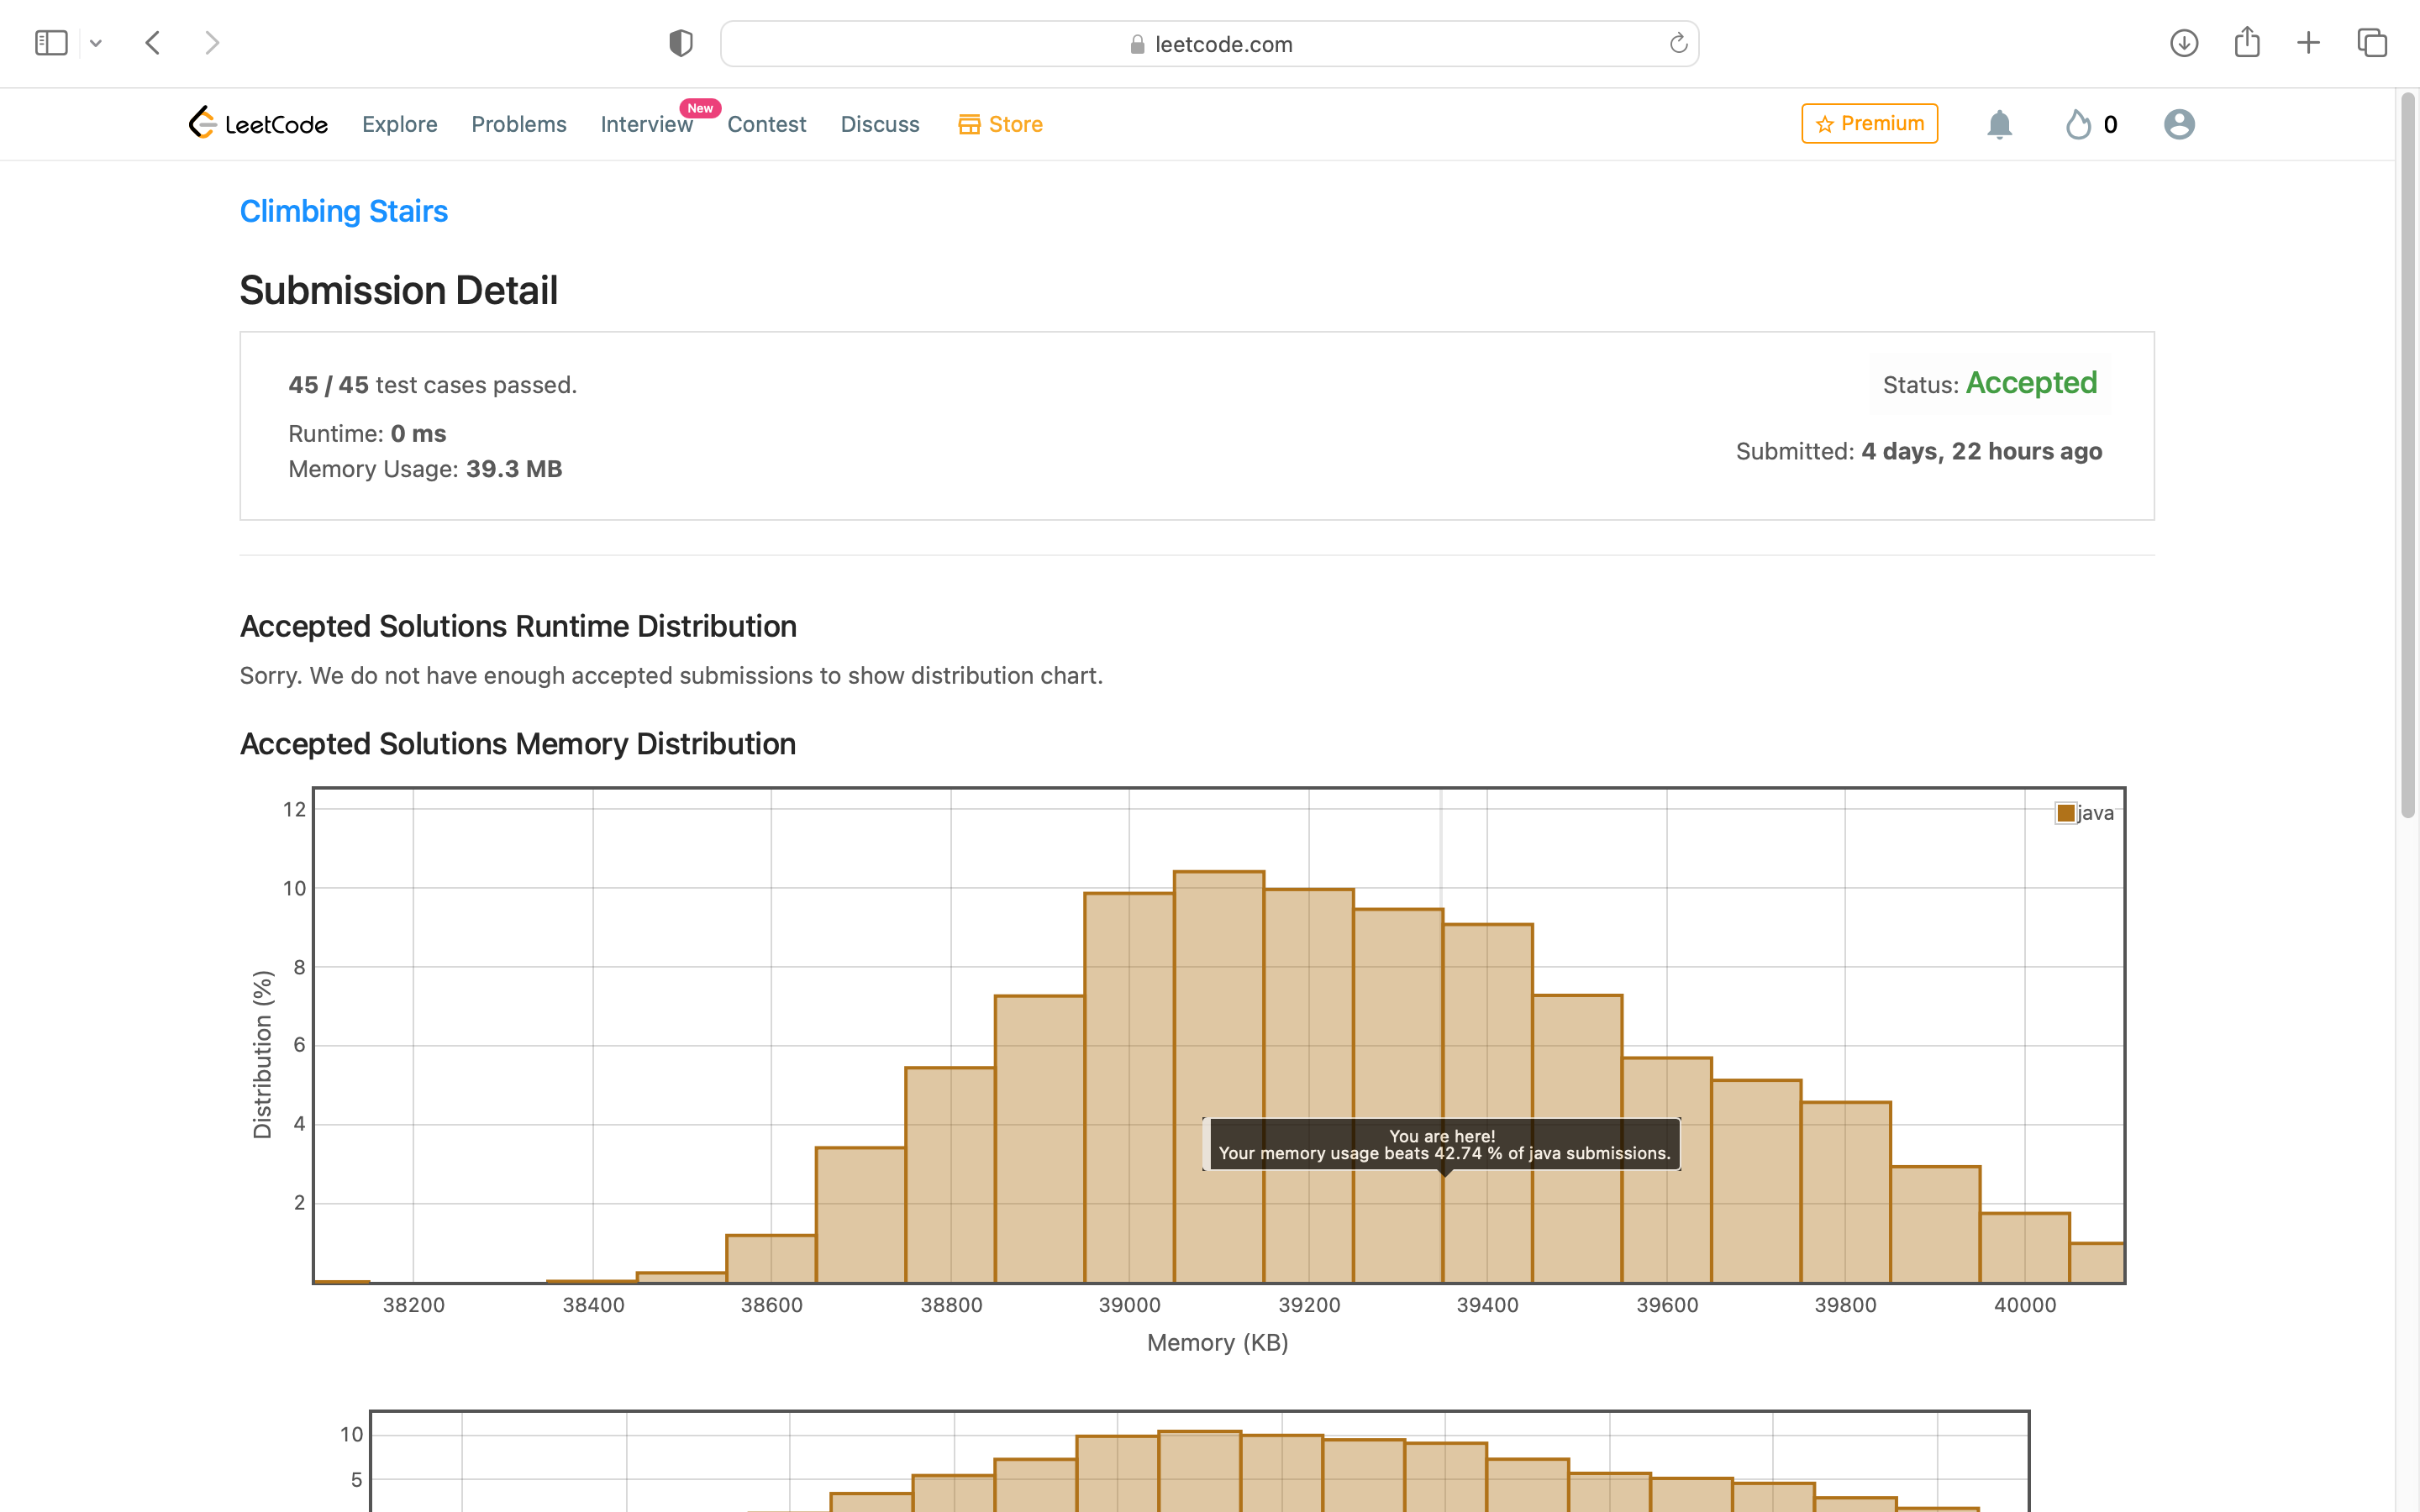 leetcode.com
LeetCode
Explore
Problems
Interview
New
Contest
Discuss
Store
Premium
0
Climbing Stairs
Submission Detail
45 / 45 test cases passed.
Status: Accepted
Runtime: 0 ms
Submitted: 4 days, 22 hours ago
Memory Usage: 39.3 MB
Accepted Solutions Runtime Distribution
Sorry. We do not have enough accepted submissions to show distribution chart.
Accepted Solutions Memory Distribution
12
java
10
8
6
4
2
Distribution (%)
You are here!
Your memory usage beats 42.74 % of java submissions.
38200 38400 38600 38800 39000 39200 39400 39600 39800 40000
Memory (KB)
10
5